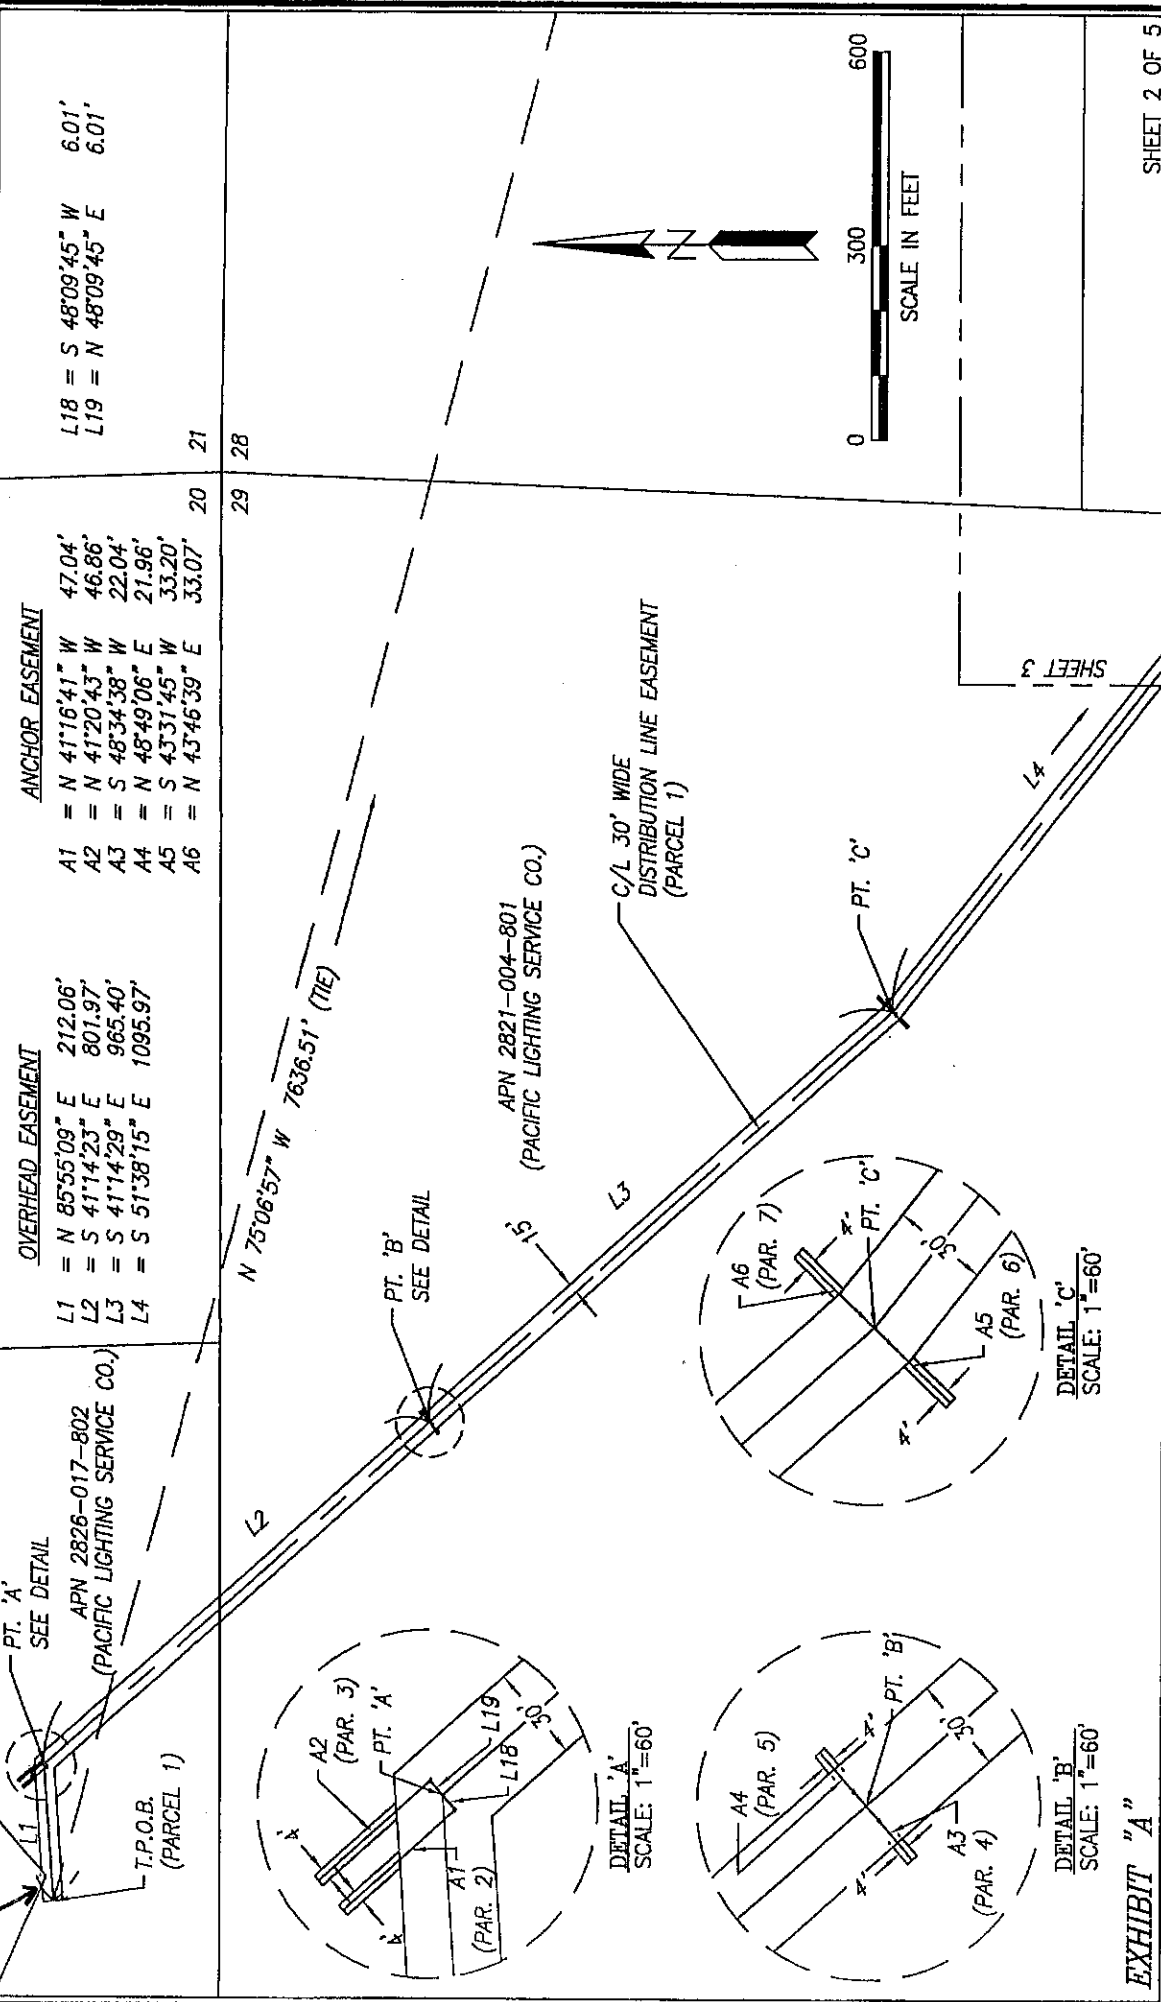 OVERHEAD EASEMENT
L1 = N 85°55'09" E 212.06'
L2 = S 41°14'23" E 801.97'
L3 = S 41°14'29" E 965.40'
L4 = S 51°38'15" E 1095.97'
ANCHOR EASEMENT
A1 = N 41°16'41" W 47.04'
A2 = N 41°20'43" W 46.86'
A3 = S 48°34'38" W 22.04'
A4 = N 48°49'06" E 21.96'
A5 = S 43°31'45" W 33.20'
A6 = N 43°46'39" E 33.07'
L18 = S 48°09'45" W 6.01'
L19 = N 48°09'45" E 6.01'
20 21
29 28
PT. 'A'
SEE DETAIL
APN 2826-017-802
(PACIFIC LIGHTING SERVICE CO.)
L1
T.P.O.B.
(PARCEL 1)
N 75°06'57" W 7636.51' (TIE)
L2
PT. 'B'
SEE DETAIL
APN 2821-004-801
(PACIFIC LIGHTING SERVICE CO.)
15'
L3
C/L 30' WIDE
DISTRIBUTION LINE EASEMENT
(PARCEL 1)
PT. 'C'
L4
SHEET 3
N
0 300 600
SCALE IN FEET
A2
(PAR. 3)
PT. 'A'
4'
4'
A1
(PAR. 2)
L19
L18
30'
DETAIL 'A'
SCALE: 1"=60'
A4
(PAR. 5)
4'
PT. 'B'
4'
A3
(PAR. 4)
30'
DETAIL 'B'
SCALE: 1"=60'
A6
(PAR. 7)
4'
PT. 'C'
30'
A5
(PAR. 6)
4'
DETAIL 'C'
SCALE: 1"=60'
EXHIBIT "A"
SHEET 2 OF 5